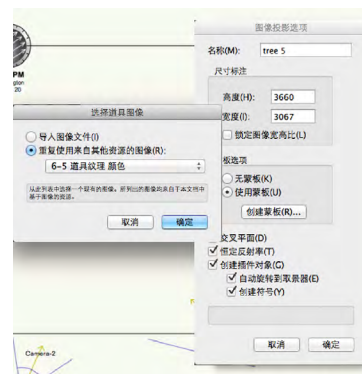 图像投影选项
名称(M): tree 5
尺寸标注
高度(H): 3660
宽度(I): 3067
锁定图像宽高比(L)
板选项
无蒙板(K)
使用蒙板(U)
创建蒙板(R)...
交叉平面(D)
恒定反射率(T)
创建插件对象(G)
自动旋转到取景器(E)
创建符号(Y)
取消
确定
PM
gton
20
选择道具图像
导入图像文件(I)
重复使用来自其他资源的图像(R):
6-5 道具纹理 颜色
从此列表中选择一个现有的图像。所列出的图像均来自于本文档中
基于图像的资源。
取消
确定
Camera-2